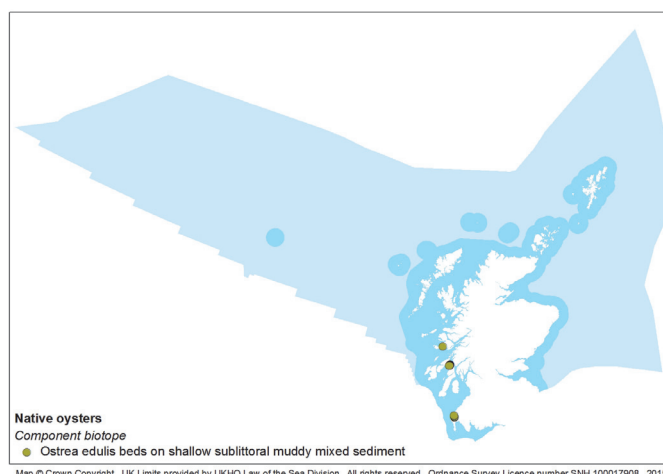 Native oysters
Component biotope
Ostrea edulis beds on shallow sublittoral muddy mixed sediment
Map © Crown Copyright. UK Limits provided by UKHO Law of the Sea Division. All rights reserved. Ordnance Survey Licence number SNH 100017908